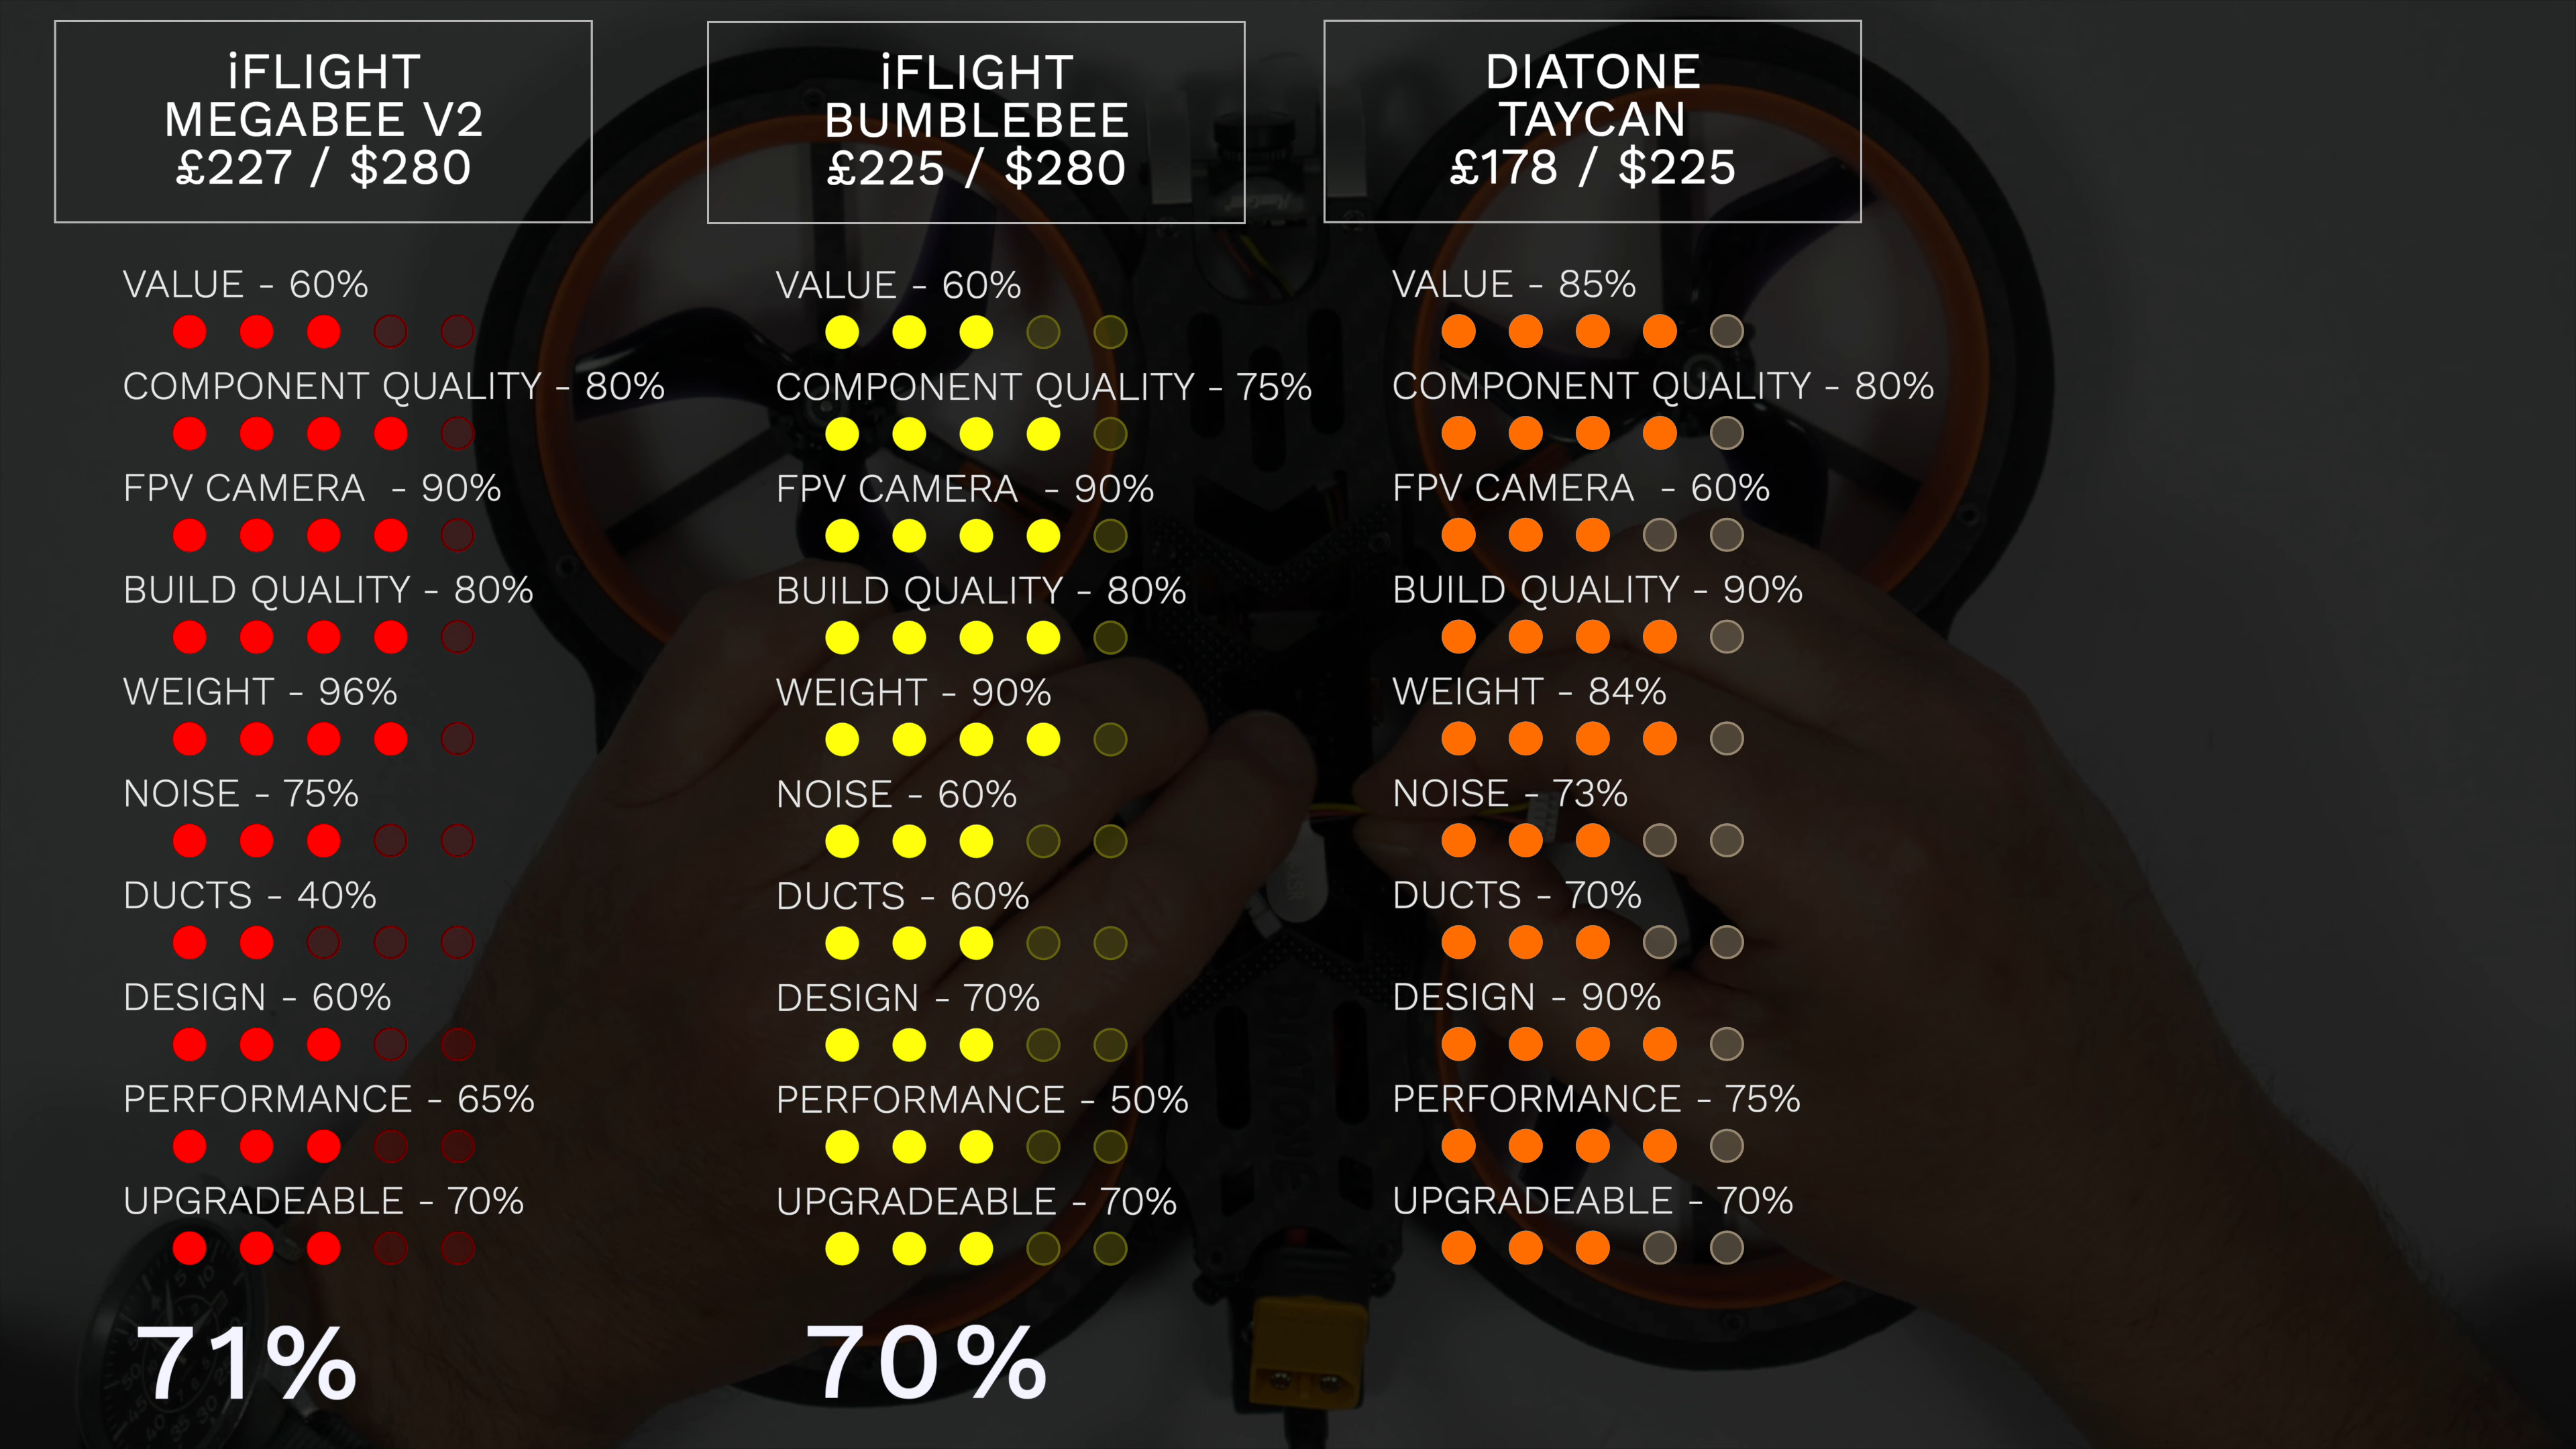 iFLIGHT
MEGABEE V2
£227 / $280
VALUE - 60%
COMPONENT QUALITY - 80%
FPV CAMERA - 90%
BUILD QUALITY - 80%
WEIGHT - 96%
NOISE - 75%
DUCTS - 40%
DESIGN - 60%
PERFORMANCE - 65%
UPGRADEABLE - 70%
71%
iFLIGHT
BUMBLEBEE
£225 / $280
VALUE - 60%
COMPONENT QUALITY - 75%
FPV CAMERA - 90%
BUILD QUALITY - 80%
WEIGHT - 90%
NOISE - 60%
DUCTS - 60%
DESIGN - 70%
PERFORMANCE - 50%
UPGRADEABLE - 70%
70%
DIATONE
TAYCAN
£178 / $225
VALUE - 85%
COMPONENT QUALITY - 80%
FPV CAMERA - 60%
BUILD QUALITY - 90%
WEIGHT - 84%
NOISE - 73%
DUCTS - 70%
DESIGN - 90%
PERFORMANCE - 75%
UPGRADEABLE - 70%
DIATONE